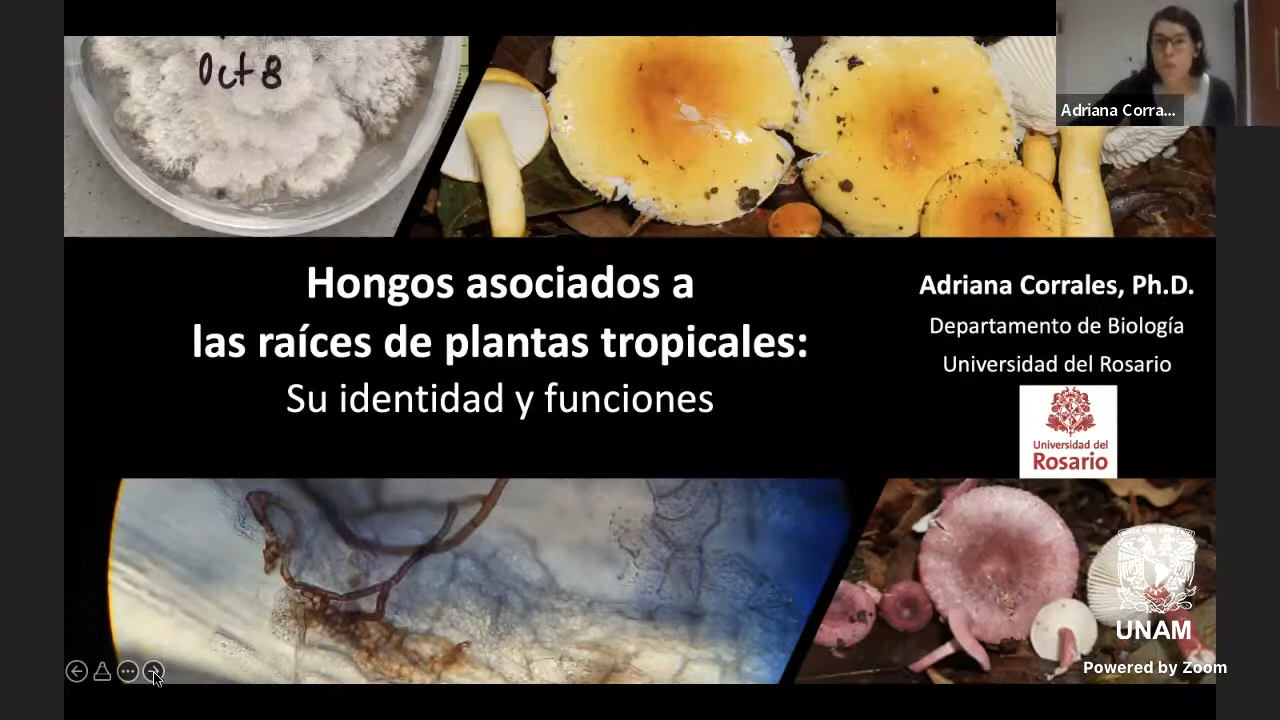 Oct 8
Adriana Corra...
Hongos asociados a
las raíces de plantas tropicales:
Su identidad y funciones
Adriana Corrales, Ph.D.
Departamento de Biología
Universidad del Rosario
Universidad del
Rosario
UNAM
Powered by Zoom